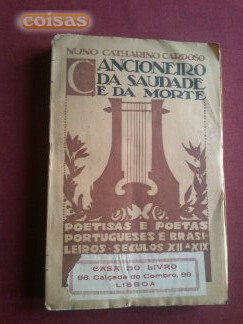 coisas
NUNO CATHARINO CARDOSO
CANCIONEIRO
DA SAUDADE
E DA MORTE
POETISAS E POETAS
PORTUGUESES E BRASI-
LEIROS·SECULOS XII A XIX
CASA DO LIVRO
96, Calçada do Combro, 96
LISBOA